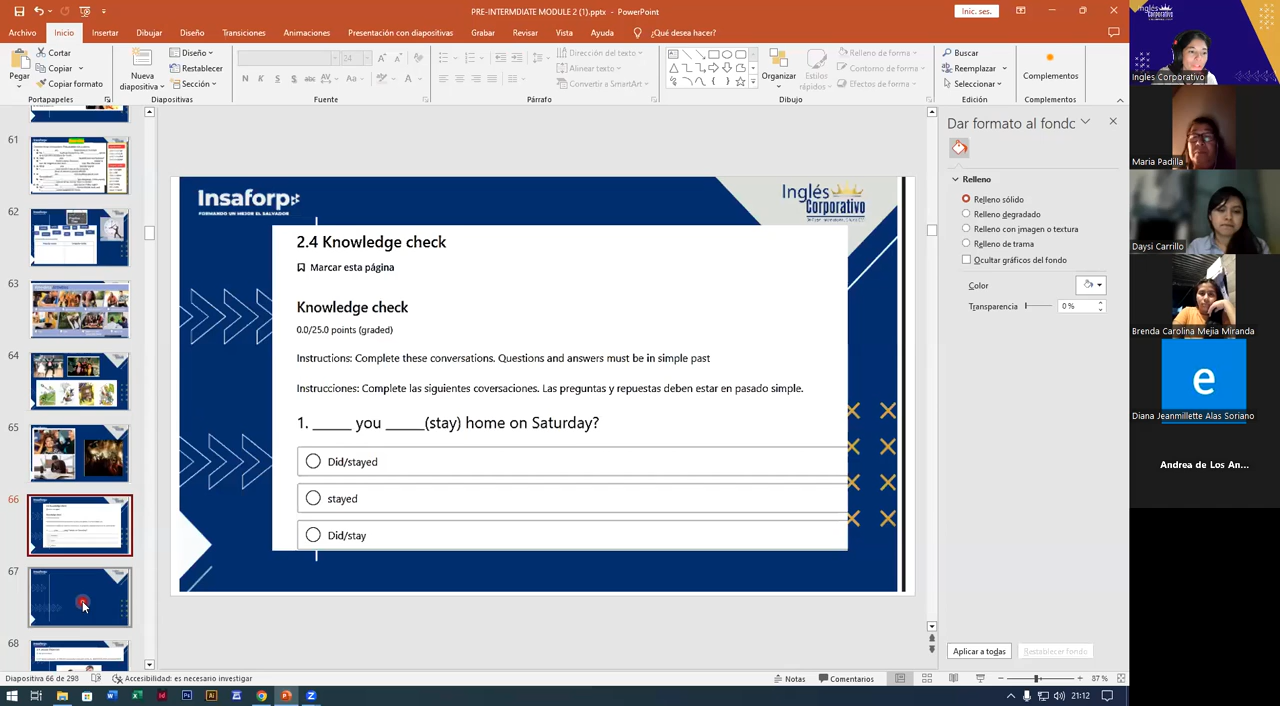 PRE-INTERMDIATE MODULE 2 (1).pptx - PowerPoint
Inic. ses.
Archivo Inicio Insertar Dibujar Diseño Transiciones Animaciones Presentación con diapositivas Grabar Revisar Vista Ayuda ¿Qué desea hacer?
Pegar
Cortar
Copiar
Copiar formato
Portapapeles
Nueva diapositiva
Diseño
Restablecer
Sección
Diapositivas
24
N K S S abc AV Aa A
Fuente
Párrafo
Dirección del texto
Alinear texto
Convertir a SmartArt
Organizar
Estilos rápidos
Relleno de forma
Contorno de forma
Efectos de forma
Dibujo
Buscar
Reemplazar
Seleccionar
Edición
Complementos
Complementos
61
62
63
64
65
66
67
68
Insaforp
FORMANDO UN MEJOR EL SALVADOR
Inglés
Corporativo
2.4 Knowledge check
Marcar esta página
Knowledge check
0.0/25.0 points (graded)
Instructions: Complete these conversations. Questions and answers must be in simple past
Instrucciones: Complete las siguientes coversaciones. Las preguntas y repuestas deben estar en pasado simple.
1. _____ you _____(stay) home on Saturday?
Did/stayed
stayed
Did/stay
Dar formato al fondo
Relleno
Relleno sólido
Relleno degradado
Relleno con imagen o textura
Relleno de trama
Ocultar gráficos del fondo
Color
Transparencia 0 %
Aplicar a todas
Restablecer fondo
Inglés
Corporativo
Ingles Corporativo
Maria Padilla
Daysi Carrillo
Brenda Carolina Mejia Miranda
e
Diana Jeanmillette Alas Soriano
Andrea de Los An...
Diapositiva 66 de 298
Accesibilidad: es necesario investigar
Notas
Comentarios
87 %
21:12